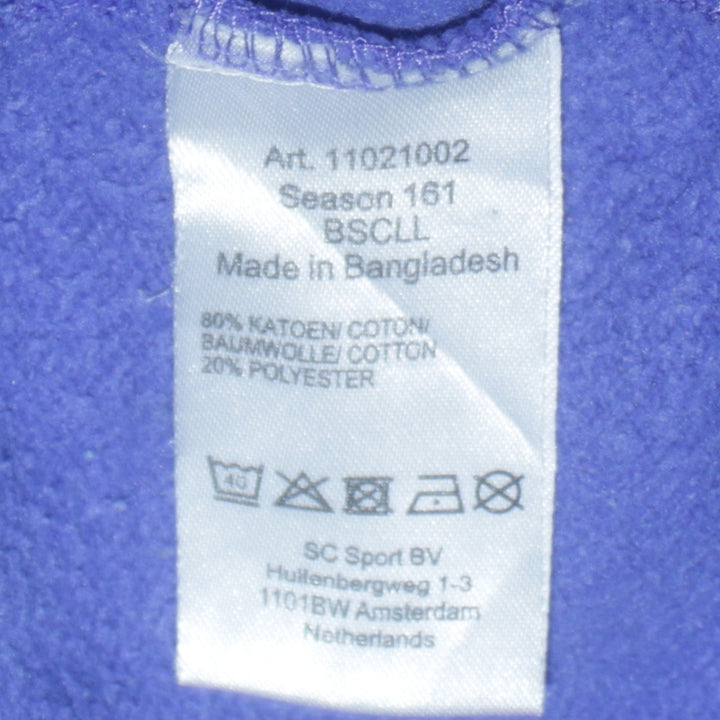 Art. 11021002
Season 161
BSCLL
Made in Bangladesh
80% KATOEN/ COTON/
BAUMWOLLE/ COTTON
20% POLYESTER
40
SC Sport BV
Hullenbergweg 1-3
1101BW Amsterdam
Netherlands